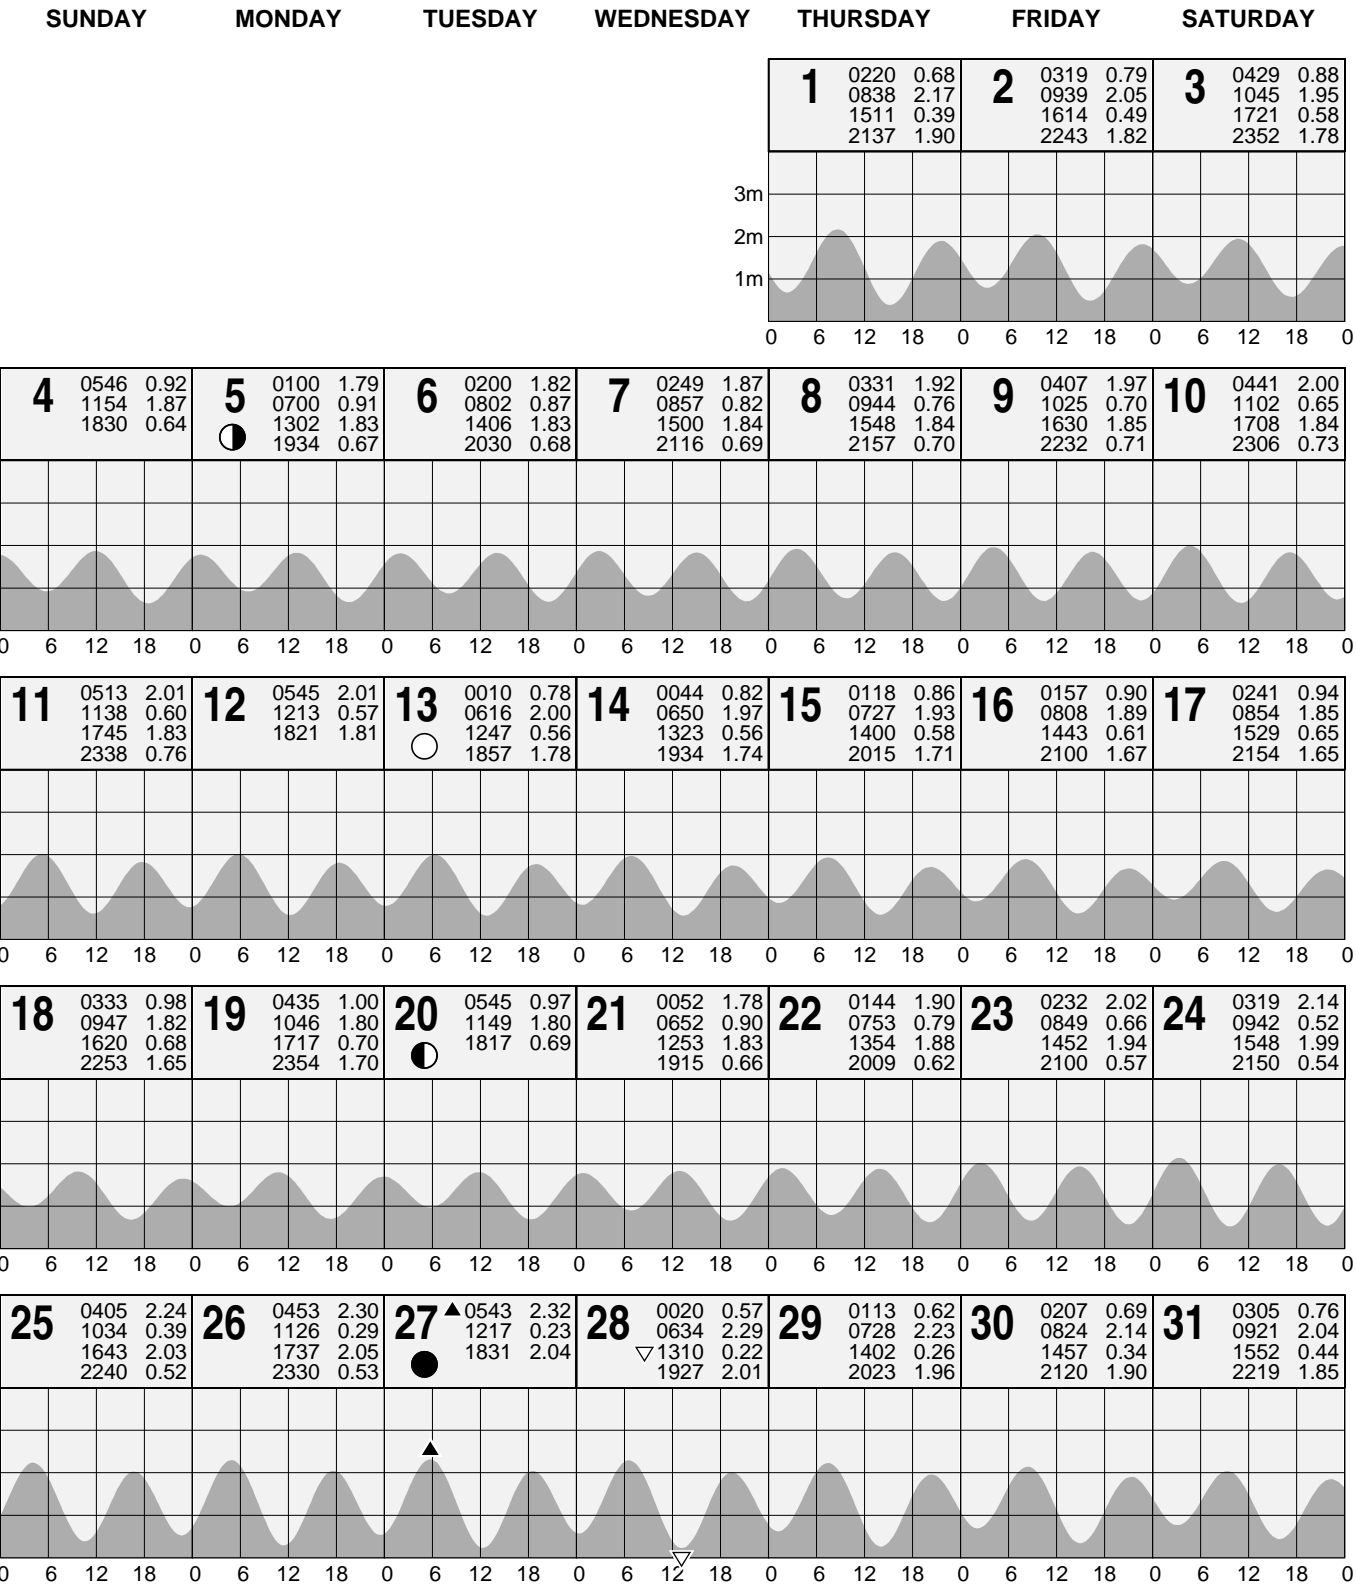 SUNDAY MONDAY TUESDAY WEDNESDAY THURSDAY FRIDAY SATURDAY
1 0220 0.68
0838 2.17
1511 0.39
2137 1.90
2 0319 0.79
0939 2.05
1614 0.49
2243 1.82
3 0429 0.88
1045 1.95
1721 0.58
2352 1.78
3m
2m
1m
0 6 12 18 0 6 12 18 0 6 12 18 0
4 0546 0.92
1154 1.87
1830 0.64
5 0100 1.79
0700 0.91
1302 1.83
1934 0.67
6 0200 1.82
0802 0.87
1406 1.83
2030 0.68
7 0249 1.87
0857 0.82
1500 1.84
2116 0.69
8 0331 1.92
0944 0.76
1548 1.84
2157 0.70
9 0407 1.97
1025 0.70
1630 1.85
2232 0.71
10 0441 2.00
1102 0.65
1708 1.84
2306 0.73
0 6 12 18 0 6 12 18 0 6 12 18 0 6 12 18 0 6 12 18 0 6 12 18 0 6 12 18 0
11 0513 2.01
1138 0.60
1745 1.83
2338 0.76
12 0545 2.01
1213 0.57
1821 1.81
13 0010 0.78
0616 2.00
1247 0.56
1857 1.78
14 0044 0.82
0650 1.97
1323 0.56
1934 1.74
15 0118 0.86
0727 1.93
1400 0.58
2015 1.71
16 0157 0.90
0808 1.89
1443 0.61
2100 1.67
17 0241 0.94
0854 1.85
1529 0.65
2154 1.65
0 6 12 18 0 6 12 18 0 6 12 18 0 6 12 18 0 6 12 18 0 6 12 18 0 6 12 18 0
18 0333 0.98
0947 1.82
1620 0.68
2253 1.65
19 0435 1.00
1046 1.80
1717 0.70
2354 1.70
20 0545 0.97
1149 1.80
1817 0.69
21 0052 1.78
0652 0.90
1253 1.83
1915 0.66
22 0144 1.90
0753 0.79
1354 1.88
2009 0.62
23 0232 2.02
0849 0.66
1452 1.94
2100 0.57
24 0319 2.14
0942 0.52
1548 1.99
2150 0.54
0 6 12 18 0 6 12 18 0 6 12 18 0 6 12 18 0 6 12 18 0 6 12 18 0 6 12 18 0
25 0405 2.24
1034 0.39
1643 2.03
2240 0.52
26 0453 2.30
1126 0.29
1737 2.05
2330 0.53
27 0543 2.32
1217 0.23
1831 2.04
28 0020 0.57
0634 2.29
1310 0.22
1927 2.01
29 0113 0.62
0728 2.23
1402 0.26
2023 1.96
30 0207 0.69
0824 2.14
1457 0.34
2120 1.90
31 0305 0.76
0921 2.04
1552 0.44
2219 1.85
0 6 12 18 0 6 12 18 0 6 12 18 0 6 12 18 0 6 12 18 0 6 12 18 0 6 12 18 0